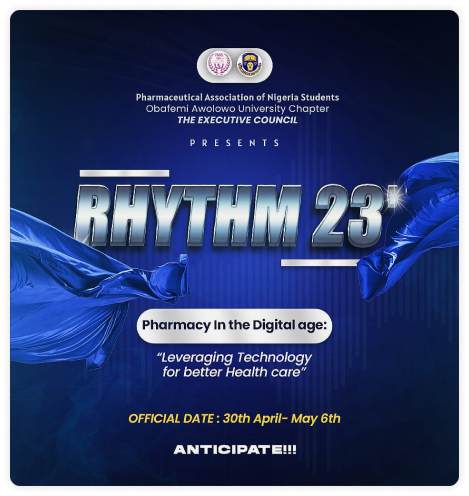 Pharmaceutical Association of Nigeria Students
Obafemi Awolowo University Chapter
THE EXECUTIVE COUNCIL
PRESENTS
RHYTHM 23'
Pharmacy In the Digital age:
“Leveraging Technology
for better Health care”
OFFICIAL DATE : 30th April- May 6th
ANTICIPATE!!!